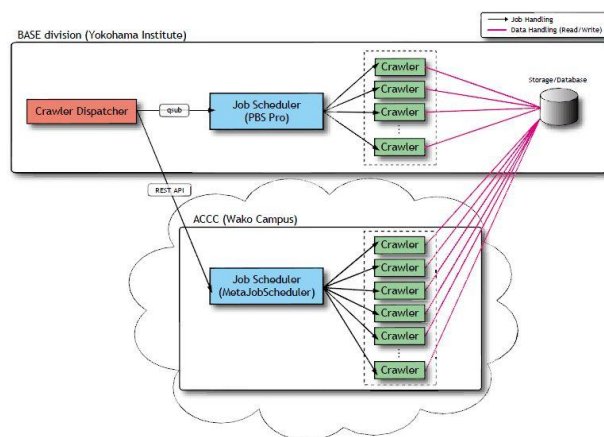 Job Handling
Data Handling (Read/Write)
BASE division (Yokohama Institute)
Crawler
Crawler
Crawler
Crawler
Storage/Database
Crawler Dispatcher
qsub
Job Scheduler
(PBS Pro)
REST API
ACCC (Wako Campus)
Job Scheduler
(MetaJobScheduler)
Crawler
Crawler
Crawler
Crawler
Crawler
Crawler